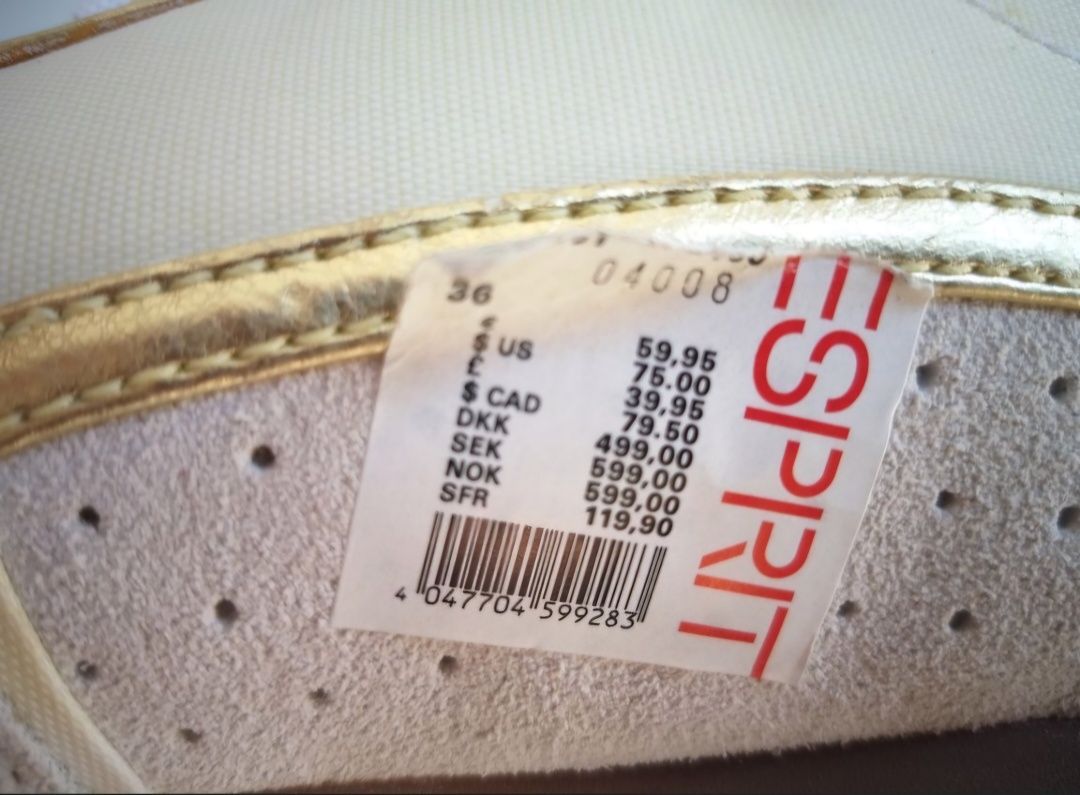 04008
36
€ 59,95
$ US 75.00
£ 39,95
$ CAD 79.50
DKK 499,00
SEK 599,00
NOK 599,00
SFR 119,90
4 047704 599283
ESPRIT